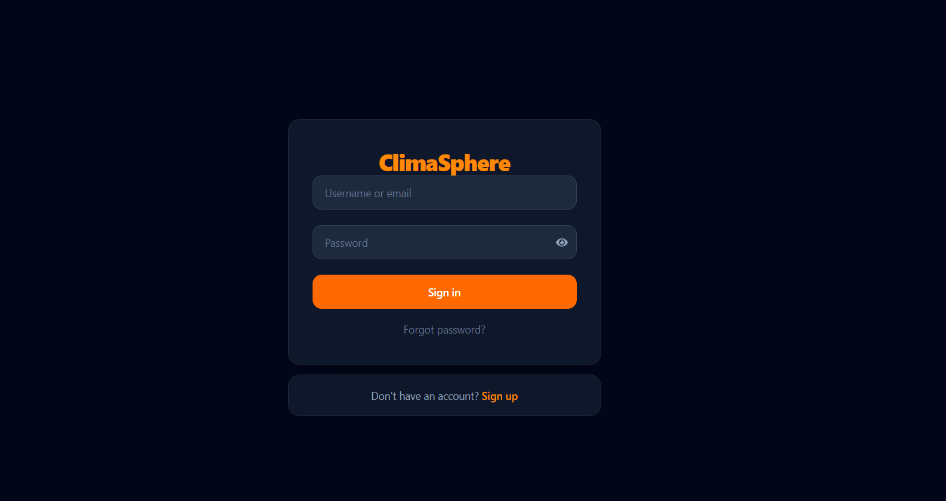 ClimaSphere
Username or email
Password
Sign in
Forgot password?
Don't have an account? Sign up